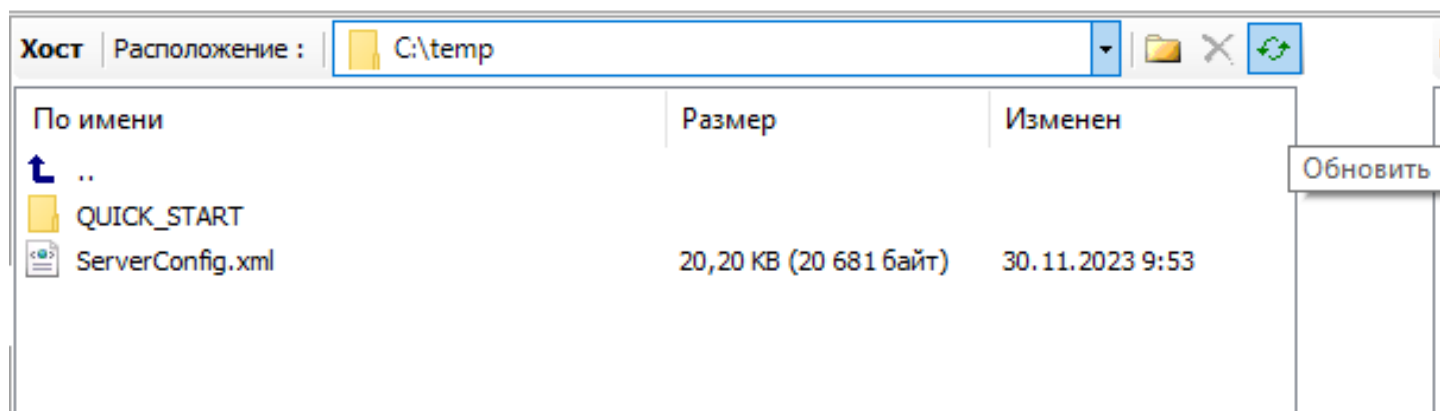 Хост Расположение : C:\temp
По имени Размер Изменен
..
Обновить
QUICK_START
ServerConfig.xml 20,20 KB (20 681 байт) 30.11.2023 9:53